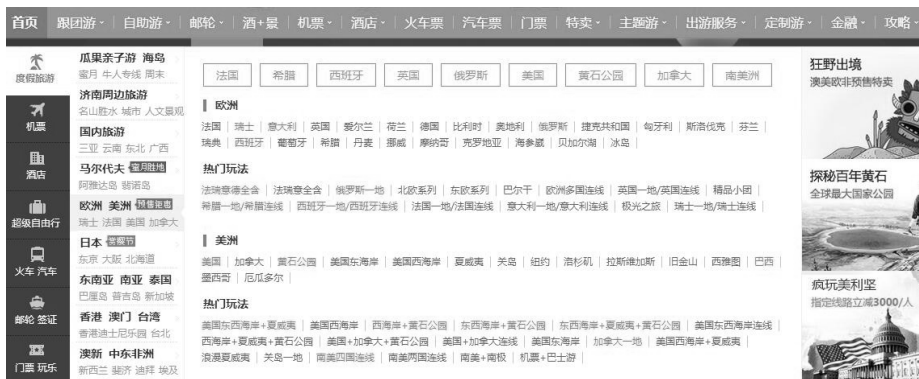 首页 跟团游 自助游 邮轮 酒+景 机票 酒店 火车票 汽车票 门票 特卖 主题游 出游服务 定制游 金融 攻略
度假旅游
机票
酒店
超级自由行
火车 汽车
邮轮 签证
门票 玩乐
瓜果亲子游 海岛
蜜月 牛人专线 周末
济南周边旅游
名山胜水 城市 人文景观
国内旅游
三亚 云南 东北 广西
马尔代夫 蜜月胜地
阿雅达岛 翡诺岛
欧洲 美洲 预售钜惠
瑞士 法国 美国 加拿大
日本 赏樱节
东京 大阪 北海道
东南亚 南亚 泰国
巴厘岛 普吉岛 新加坡
香港 澳门 台湾
香港迪士尼乐园 台北
澳新 中东非洲
新西兰 斐济 迪拜 埃及
法国 希腊 西班牙 英国 俄罗斯 美国 黄石公园 加拿大 南美洲
欧洲
法国 | 瑞士 | 意大利 | 英国 | 爱尔兰 | 荷兰 | 德国 | 比利时 | 奥地利 | 俄罗斯 | 捷克共和国 | 匈牙利 | 斯洛伐克 | 芬兰 |
瑞典 | 西班牙 | 葡萄牙 | 希腊 | 丹麦 | 挪威 | 摩纳哥 | 克罗地亚 | 海参崴 | 贝加尔湖 | 冰岛 |
热门玩法
法瑞意德全含 | 法瑞意全含 | 俄罗斯一地 | 北欧系列 | 东欧系列 | 巴尔干 | 欧洲多国连线 | 英国一地/英国连线 | 精品小团 |
希腊一地/希腊连线 | 西班牙一地/西班牙连线 | 法国一地/法国连线 | 意大利一地/意大利连线 | 极光之旅 | 瑞士一地/瑞士连线 |
美洲
美国 | 加拿大 | 黄石公园 | 美国东海岸 | 美国西海岸 | 夏威夷 | 关岛 | 纽约 | 洛杉矶 | 拉斯维加斯 | 旧金山 | 西雅图 | 巴西
墨西哥 | 厄瓜多尔 |
热门玩法
美国东西海岸+夏威夷 | 美国西海岸 | 西海岸+黄石公园 | 东西海岸+黄石公园 | 东西海岸+夏威夷+黄石公园 | 美国东西海岸连线
西海岸+夏威夷+黄石公园 | 美国+加拿大+黄石公园 | 美国+加拿大连线 | 美国东海岸 | 加拿大一地 | 美国西海岸+夏威夷 |
浪漫夏威夷 | 关岛一地 | 南美四国连线 | 南美两国连线 | 南美+南极 | 机票+巴士游 |
狂野出境
澳美欧非预售特卖
探秘百年黄石
全球最大国家公园
疯玩美利坚
指定线路立减3000/人